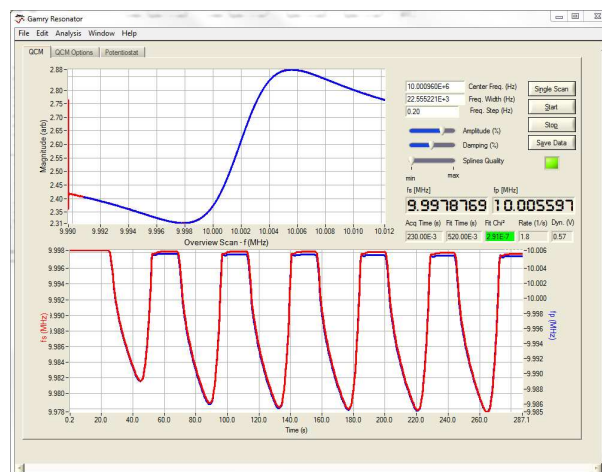 Gamry Resonator
File Edit Analysis Window Help
QCM QCM Options Potentiostat
2.88
2.80
2.75
2.70
2.65
2.60
2.55
2.50
2.45
2.40
2.35
2.31
Magnitude (arb)
9.990 9.992 9.994 9.996 9.998 10.000 10.002 10.004 10.006 10.008 10.012
Overview Scan - f (MHz)
10.000960E+6 Center Freq. (Hz)
22.555221E+3 Freq. Width (Hz)
0.20 Freq. Step (Hz)
Amplitude (%)
Damping (%)
Splines Quality
min max
Single Scan
Start
Stop
Save Data
fs [MHz] fp [MHz]
9.9978769 10.005597
Acq Time (s) Fit Time (s) Fit Chi² Rate (1/s) Dyn. (V)
230.00E-3 520.00E-3 2.91E-7 1.8 0.57
9.998
9.996
9.994
9.992
9.990
9.988
9.986
9.984
9.982
9.980
9.978
fs (MHz)
10.006
10.004
10.002
10.000
9.998
9.996
9.994
9.992
9.990
9.988
9.986
9.985
fp (MHz)
0.2 20.0 40.0 60.0 80.0 100.0 120.0 140.0 160.0 180.0 200.0 220.0 240.0 260.0 287.1
Time (s)